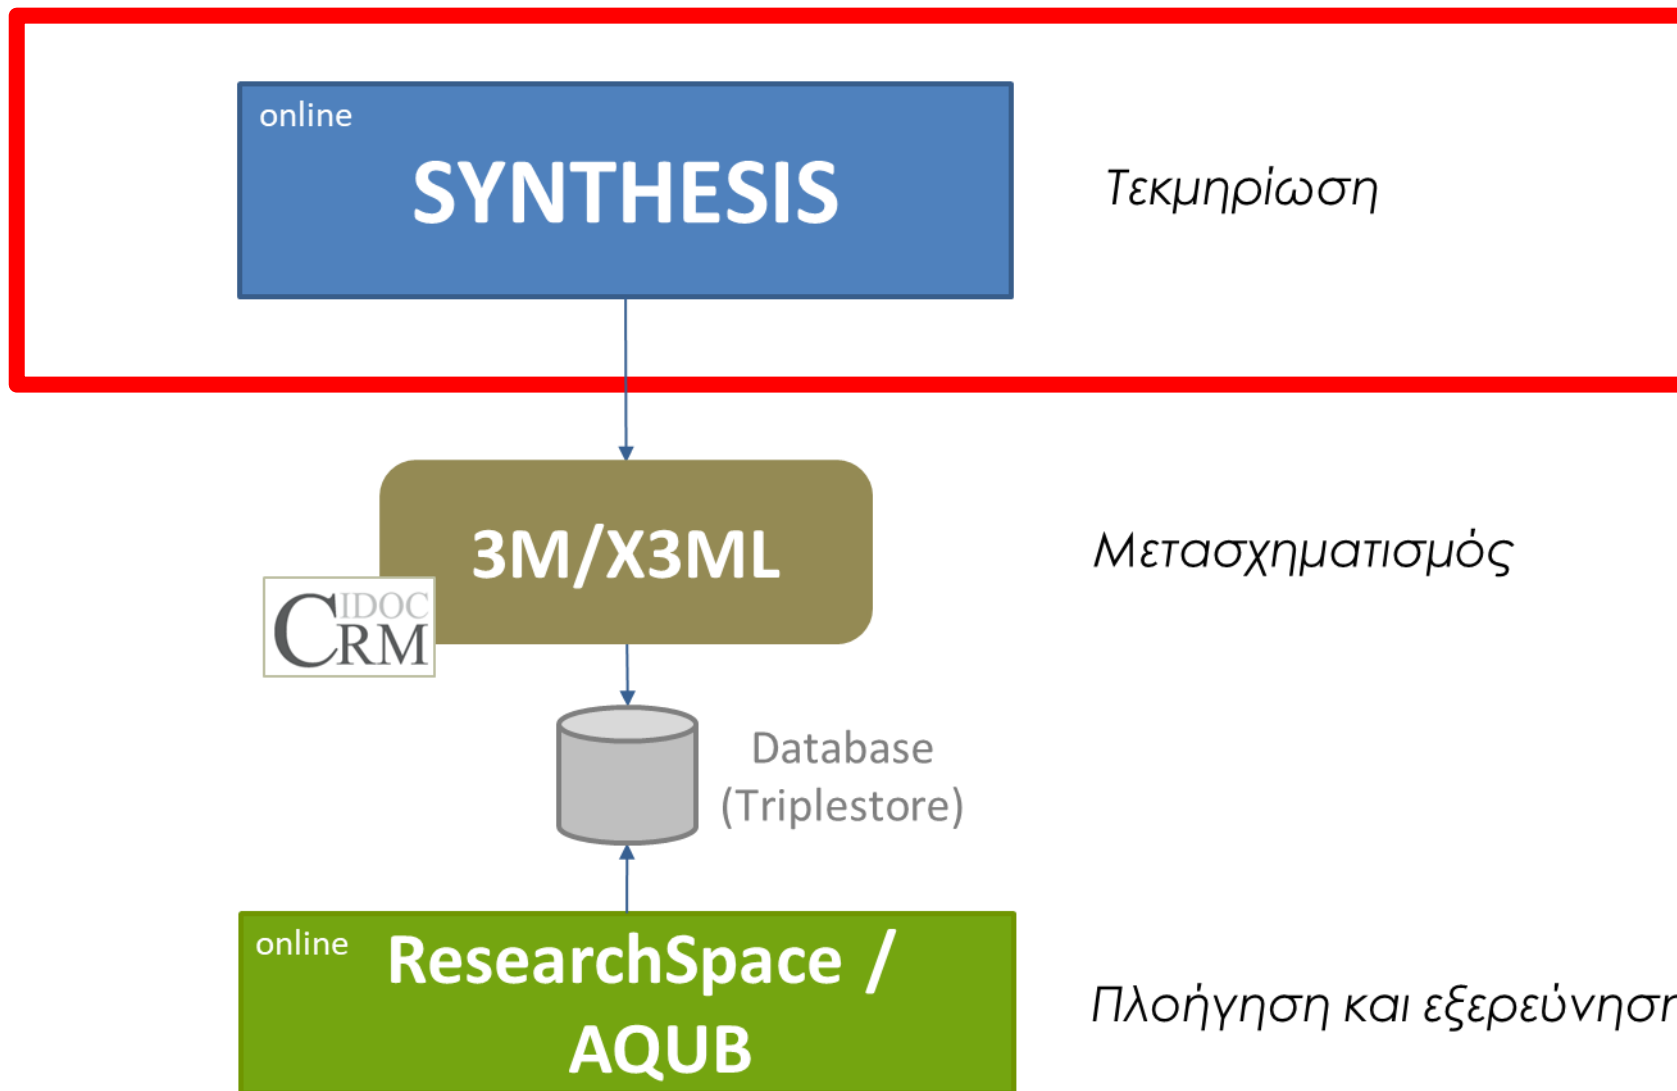 online
SYNTHESIS
Τεκμηρίωση
3M/X3ML
Μετασχηματισμός
CIDOC
CRM
Database
(Triplestore)
online
ResearchSpace /
AQUB
Πλοήγηση και εξερεύνηση